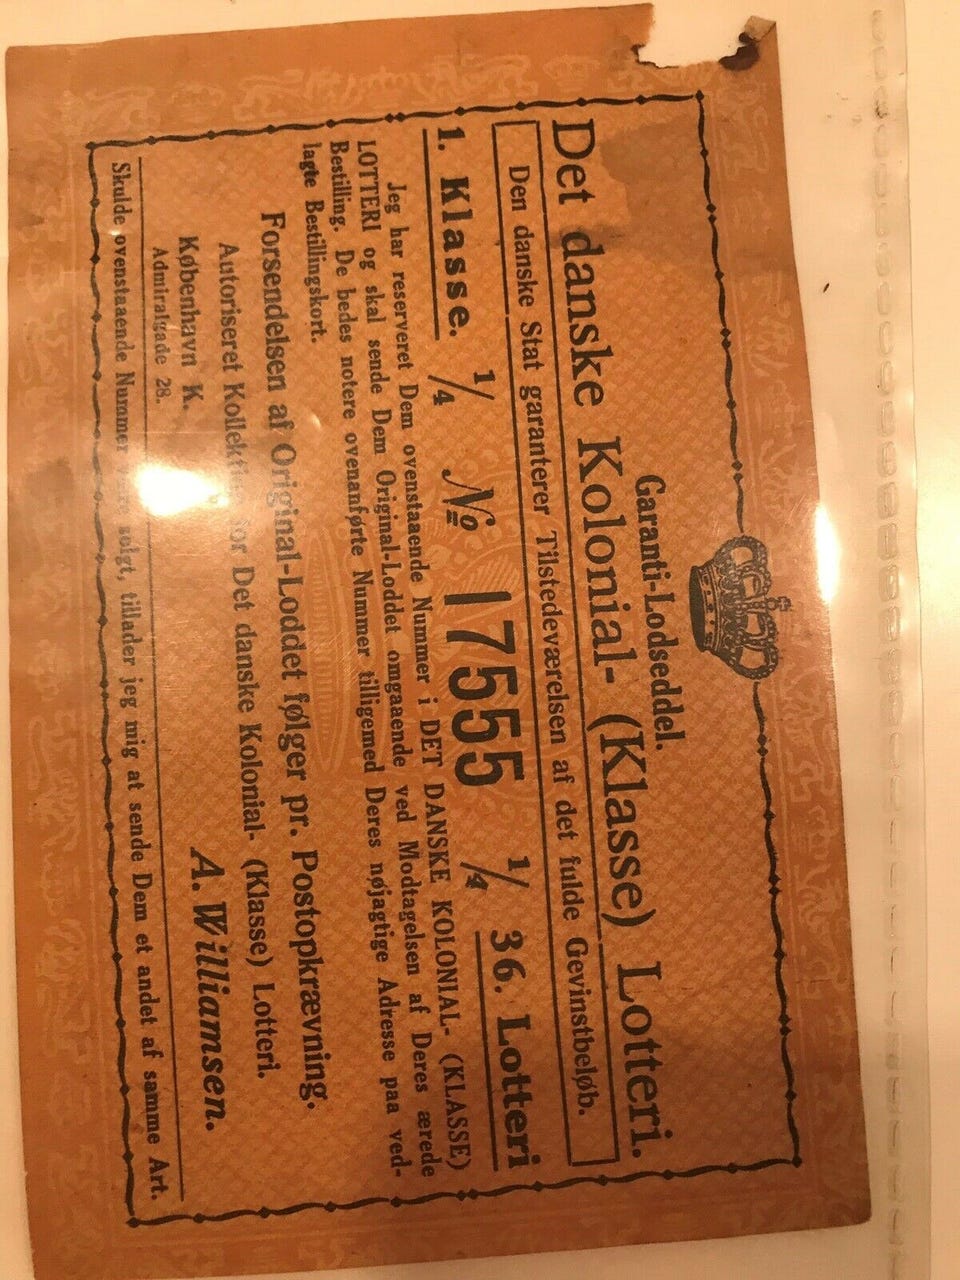 Garanti-Lodseddel.
Det danske Kolonial- (Klasse) Lotteri.
Den danske Stat garanterer Tilstedeværelsen af det fulde Gevinstbeløb.
1. Klasse. 1/4 No 17555 1/4 36. Lotteri
Jeg har reserveret Dem ovenstaaende Nummer i DET DANSKE KOLONIAL- (KLASSE)
LOTTERI og skal sende Dem Original-Loddet omgaaende ved Modtagelsen af Deres ærede
Bestilling. De bedes notere ovenanførte Nummer tilligemed Deres nøjagtige Adresse paa ved-
lagte Bestillingskort.
Forsendelsen af Original-Loddet følger pr. Postopkrævning.
Autoriseret for Det danske Kolonial- (Klasse) Lotteri.
København K.
Admiralgade 28.
A. Williamsen.
Skulde ovenstaaende Nummer solgt, tillader jeg mig at sende Dem et andet af samme Art.